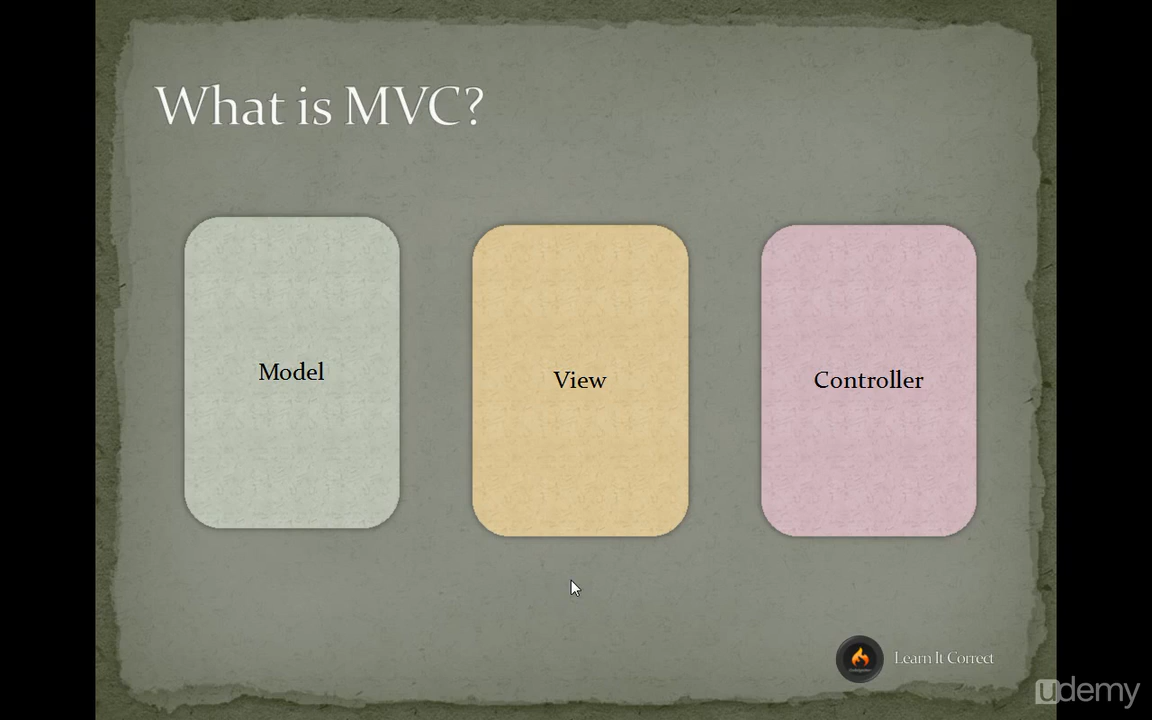 What is MVC?
Model
View
Controller
Learn It Correct
udemy